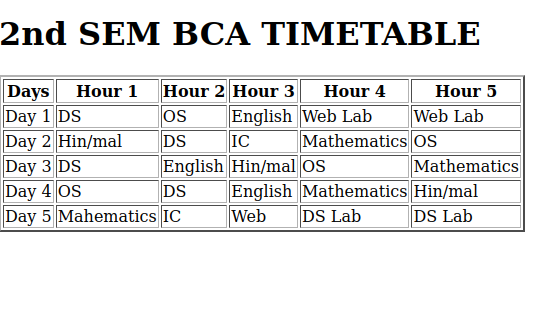 2nd SEM BCA TIMETABLE
Days Hour 1 Hour 2 Hour 3 Hour 4 Hour 5
Day 1 DS OS English Web Lab Web Lab
Day 2 Hin/mal DS IC Mathematics OS
Day 3 DS English Hin/mal OS Mathematics
Day 4 OS DS English Mathematics Hin/mal
Day 5 Mahematics IC Web DS Lab DS Lab